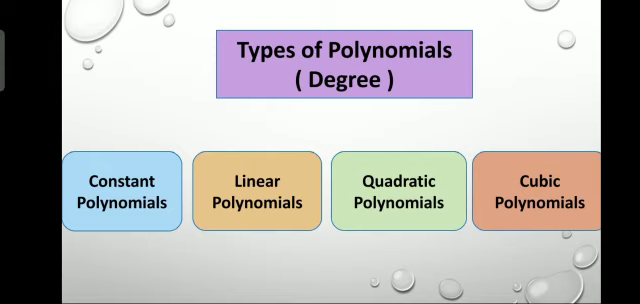 Types of Polynomials
( Degree )
Constant
Polynomials
Linear
Polynomials
Quadratic
Polynomials
Cubic
Polynomials